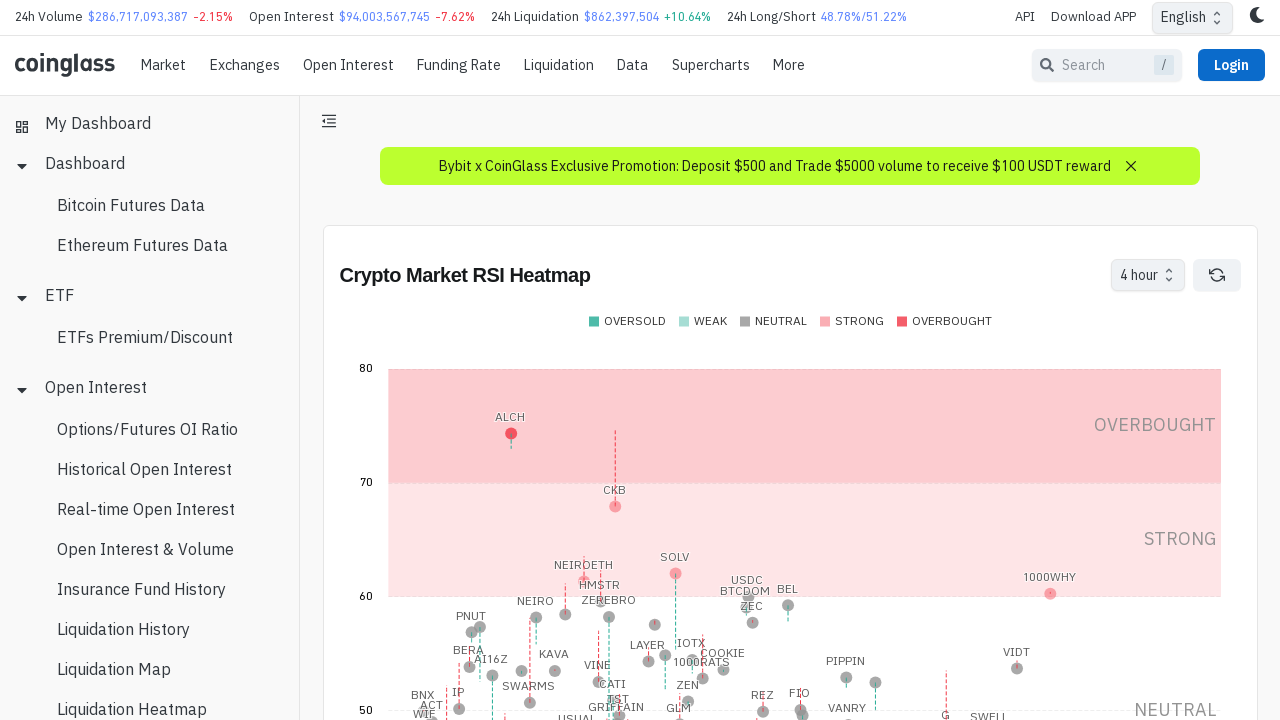 24h Volume $286,717,093,387 -2.15% Open Interest $94,003,567,745 -7.62% 24h Liquidation $862,397,504 +10.64% 24h Long/Short 48.78%/51.22% API Download APP English
coinglass Market Exchanges Open Interest Funding Rate Liquidation Data Supercharts More Search / Login
My Dashboard
Dashboard
Bitcoin Futures Data
Ethereum Futures Data
ETF
ETFs Premium/Discount
Open Interest
Options/Futures OI Ratio
Historical Open Interest
Real-time Open Interest
Open Interest & Volume
Insurance Fund History
Liquidation History
Liquidation Map
Liquidation Heatmap
Bybit x CoinGlass Exclusive Promotion: Deposit $500 and Trade $5000 volume to receive $100 USDT reward
Crypto Market RSI Heatmap 4 hour
OVERSOLD WEAK NEUTRAL STRONG OVERBOUGHT
80
ALCH
OVERBOUGHT
70
CKB
STRONG
SOLV
NEIROETH
1000WHY
USDC
HMSTR
BTCDOM BEL
60
NEIRO ZEREBRO
ZEC
PNUT
LAYER IOTX
BERA KAVA COOKIE VIDT
AI16Z 1000RATS PIPPIN
VINE
SWARMS CATI ZEN
BNX IP REZ FIO
ACT
GRIFFAIN GLM VANRY
50 NEUTRAL
WIF USUAL SWELL